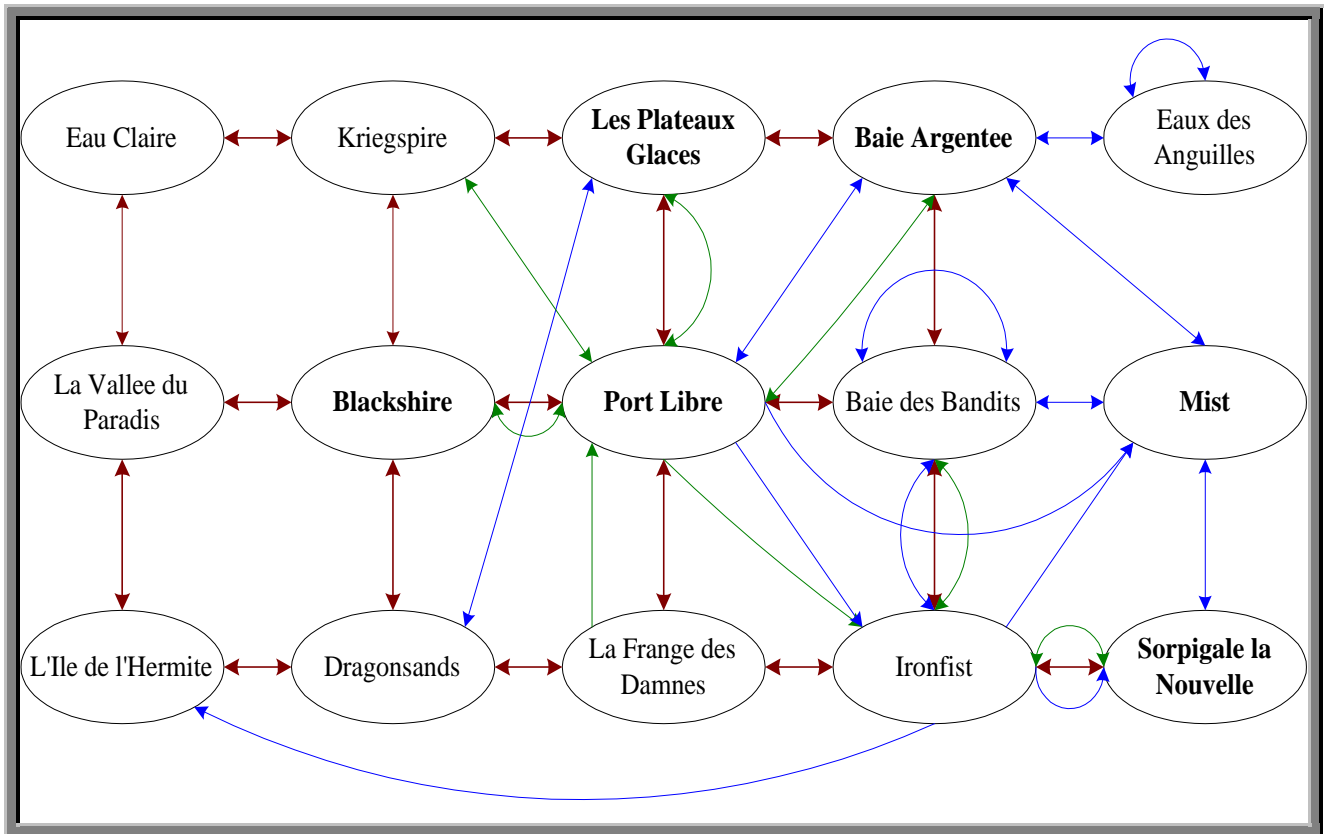 Eau Claire
Kriegspire
Les Plateaux
Glaces
Baie Argentee
Eaux des
Anguilles
La Vallee du
Paradis
Blackshire
Port Libre
Baie des Bandits
Mist
L'Ile de l'Hermite
Dragonsands
La Frange des
Damnes
Ironfist
Sorpigale la
Nouvelle